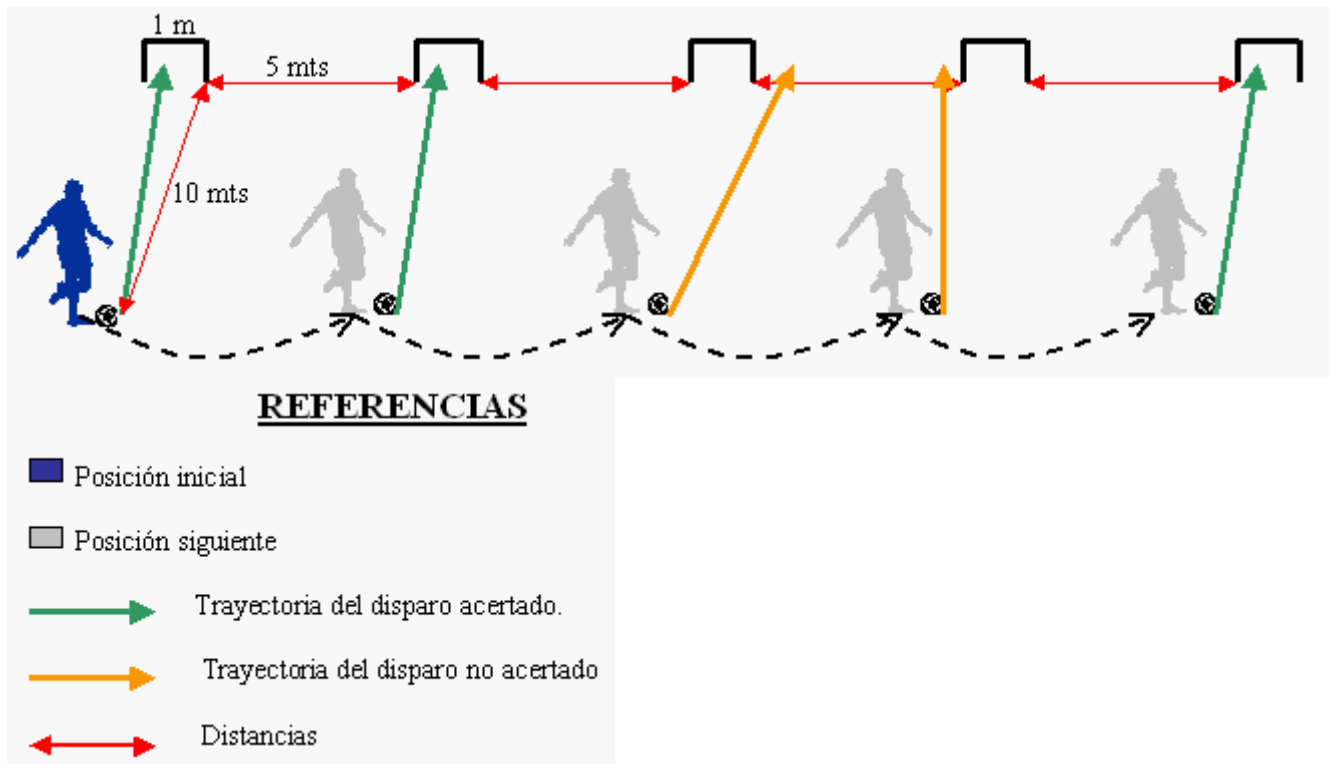 1 m
5 mts
10 mts
REFERENCIAS
Posición inicial
Posición siguiente
Trayectoria del disparo acertado.
Trayectoria del disparo no acertado
Distancias